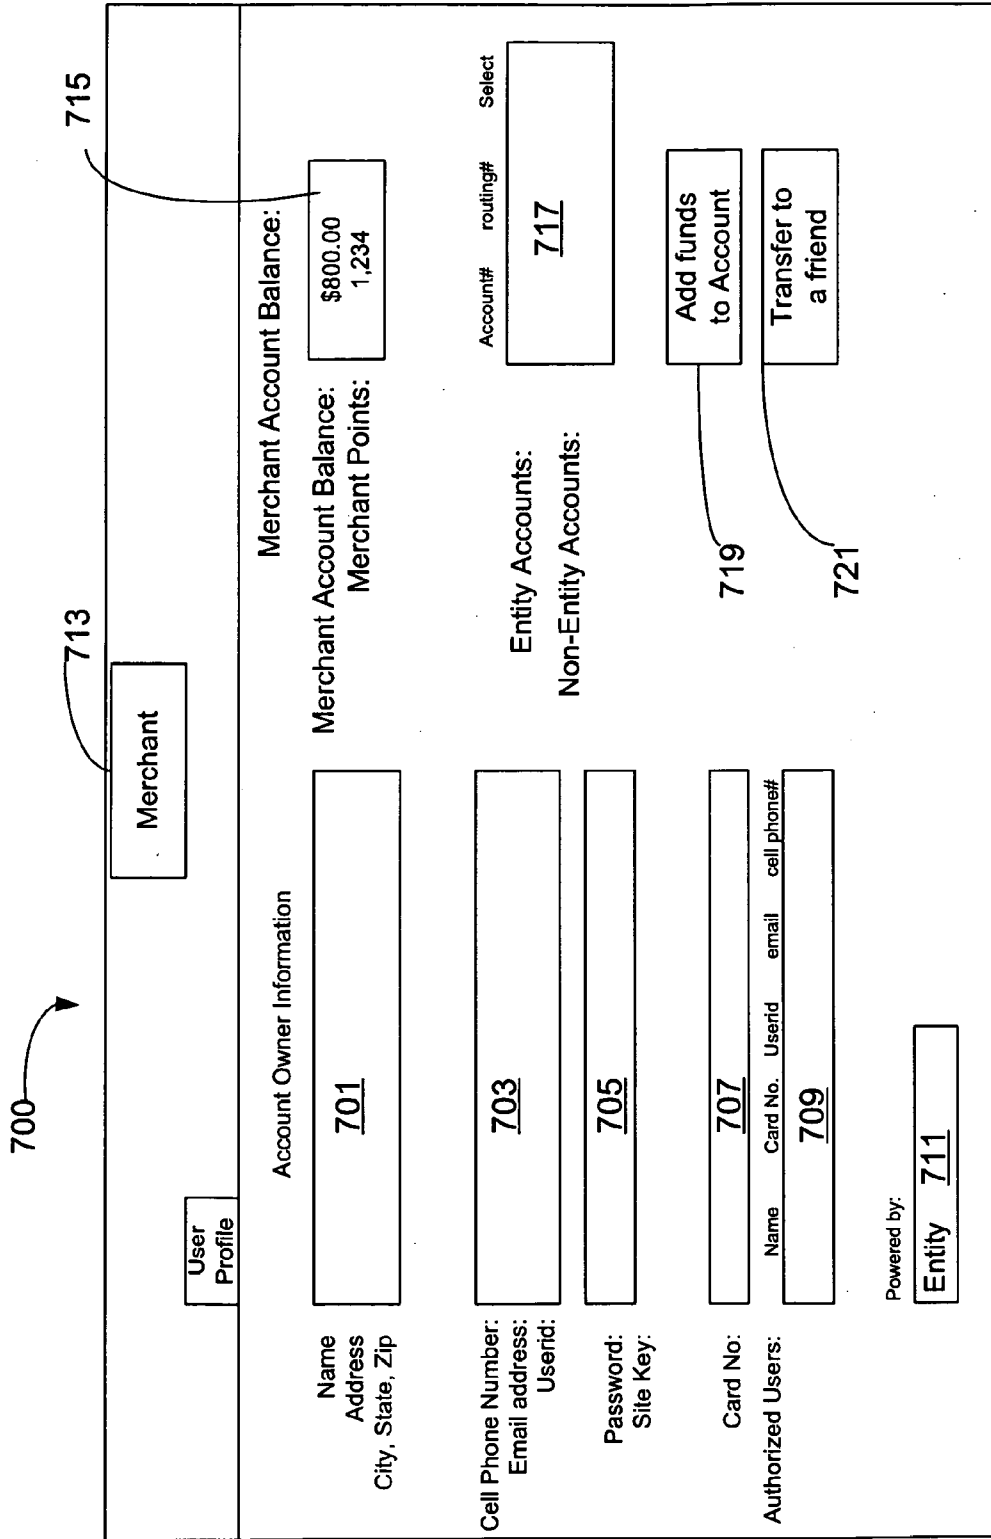 700
713
715
Merchant
User
Profile
Account Owner Information
Merchant Account Balance:
Name
Address
City, State, Zip
701
Merchant Account Balance:
Merchant Points:
$800.00
1,234
Cell Phone Number:
Email address:
Userid:
703
Password:
Site Key:
705
Entity Accounts:
Non-Entity Accounts:
Account# routing# Select
717
Card No:
707
Authorized Users:
Name Card No. Userid email cell phone#
709
719
Add funds
to Account
721
Transfer to
a friend
Powered by:
Entity 711